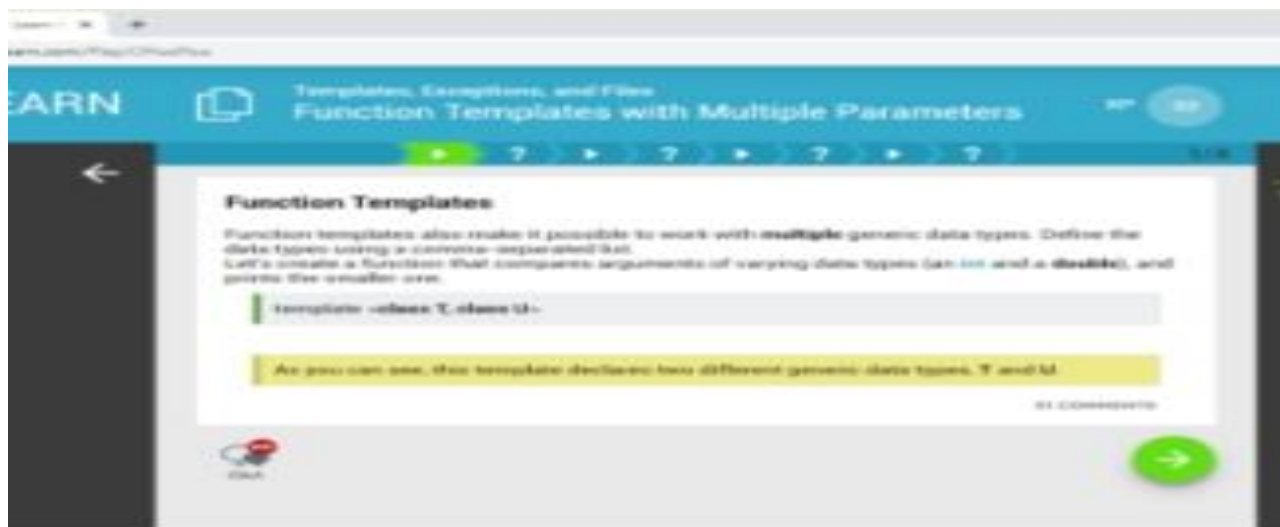 EARN
Templates, Exceptions, and Files
Function Templates with Multiple Parameters
XP
? ? ? ?
Function Templates
Function templates also make it possible to work with multiple generic data types. Define the
data types using a comma-separated list.
Let's create a function that compares arguments of varying data types (an int and a double), and
prints the smaller one.
template <class T, class U>
As you can see, this template declares two different generic data types, T and U.
COMMENTS
Q&A